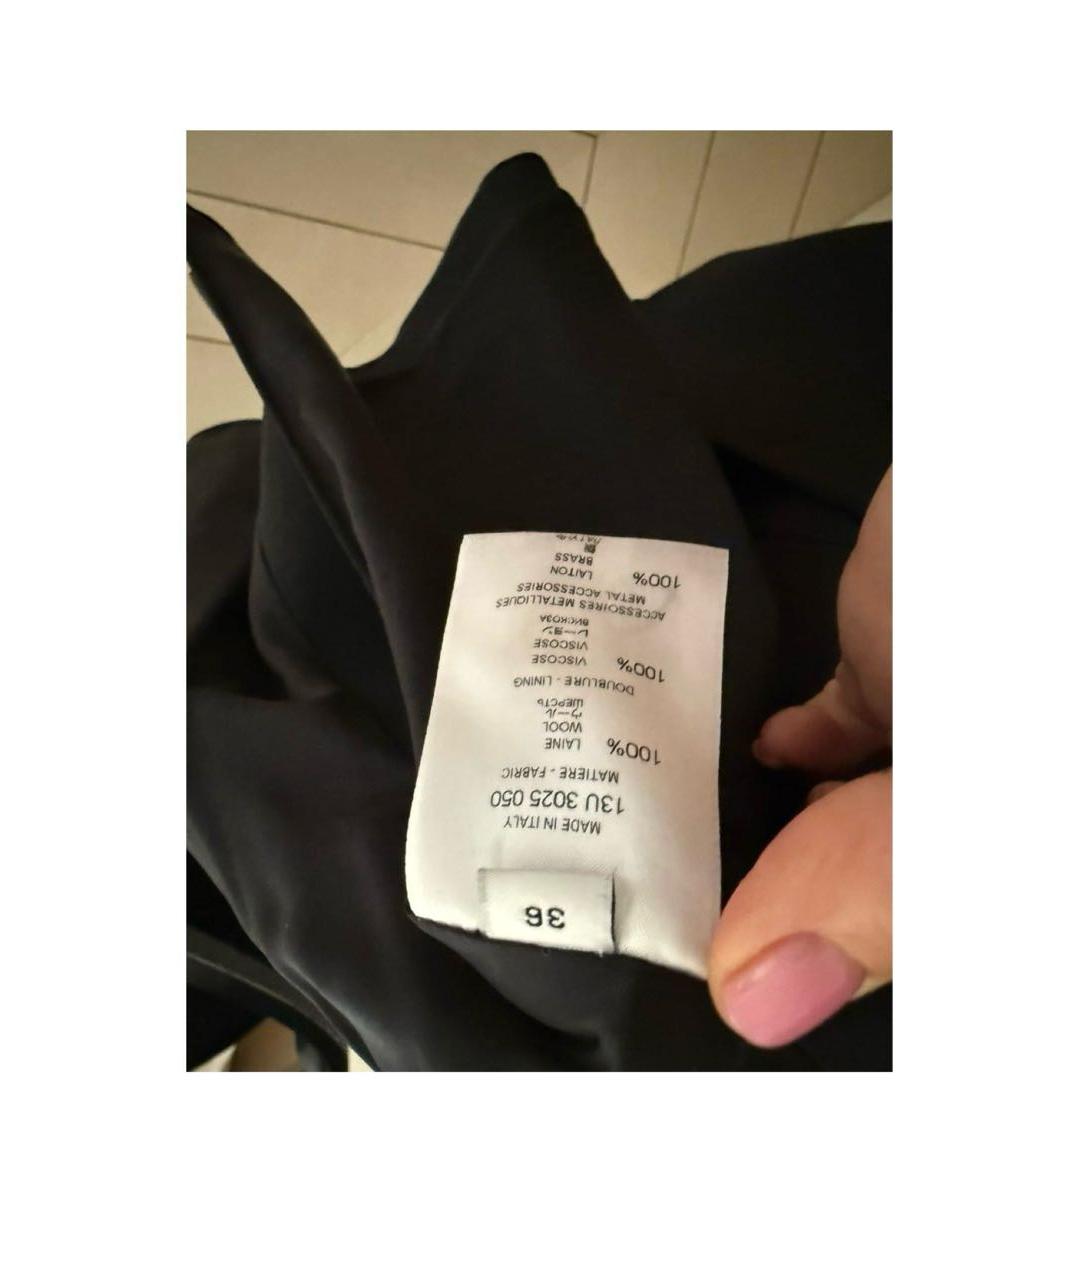 36
MADE IN ITALY
13U 3025 050
MATIERE - FABRIC
100% LAINE
WOOL
ウール
ШЕРСТЬ
DOUBLURE - LINING
100% VISCOSE
VISCOSE
レーヨン
ВИСКОЗА
ACCESSOIRES METALLIQUES
METAL ACCESSORIES
100% LAITON
BRASS